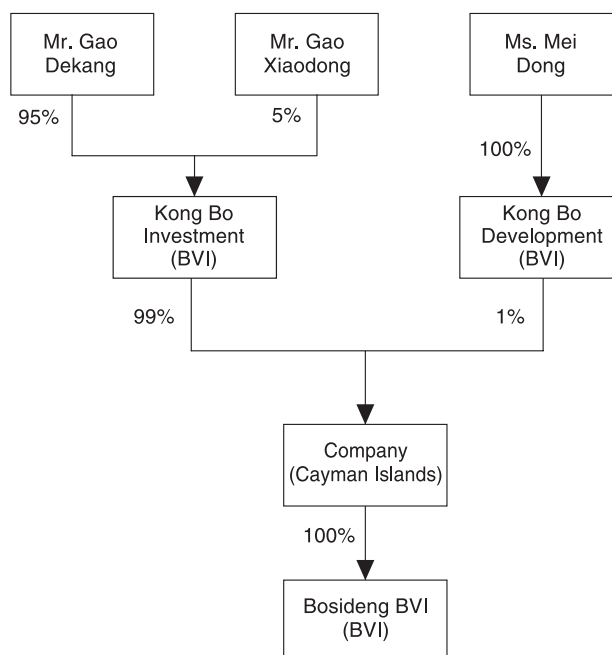 Mr. Gao
Dekang
Mr. Gao
Xiaodong
Ms. Mei
Dong
95%
5%
100%
Kong Bo
Investment
(BVI)
Kong Bo
Development
(BVI)
99%
1%
Company
(Cayman Islands)
100%
Bosideng BVI
(BVI)